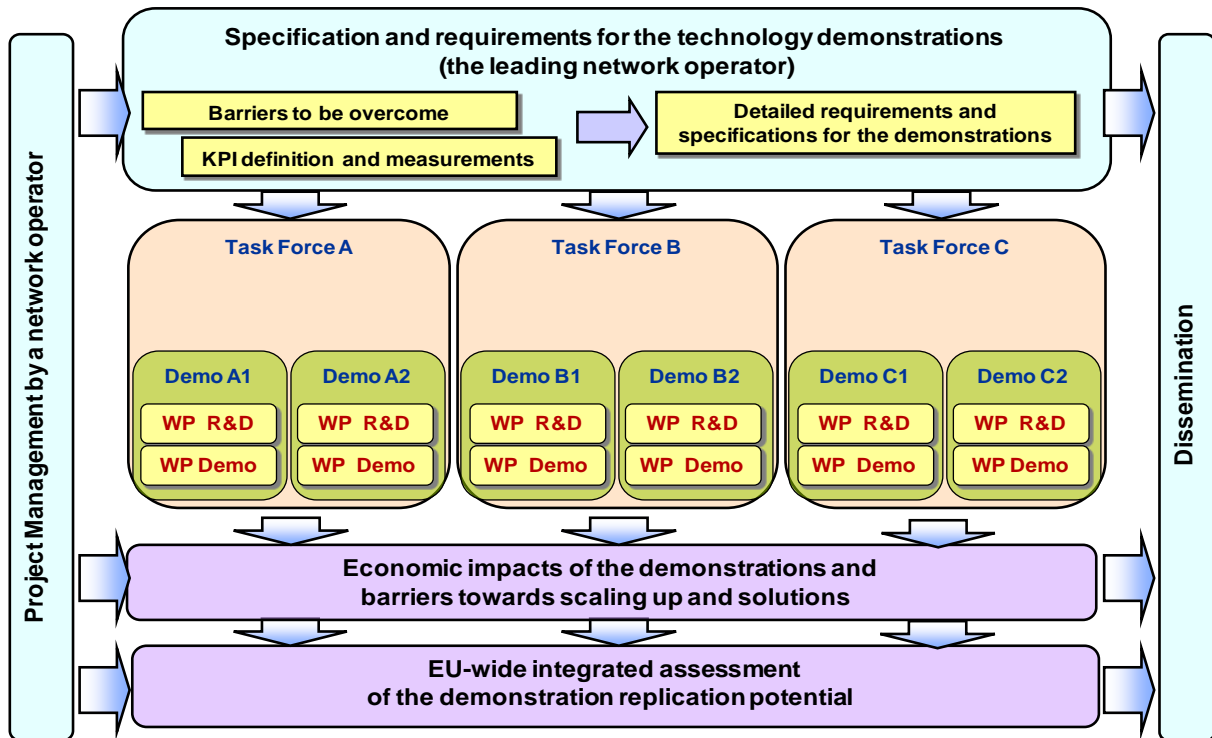 Project Management by a network operator
Specification and requirements for the technology demonstrations
(the leading network operator)
Barriers to be overcome
KPI definition and measurements
Detailed requirements and
specifications for the demonstrations
Task Force A
Demo A1
WP R&D
WP Demo
Demo A2
WP R&D
WP Demo
Task Force B
Demo B1
WP R&D
WP Demo
Demo B2
WP R&D
WP Demo
Task Force C
Demo C1
WP R&D
WP Demo
Demo C2
WP R&D
WP Demo
Economic impacts of the demonstrations and
barriers towards scaling up and solutions
EU-wide integrated assessment
of the demonstration replication potential
Dissemination